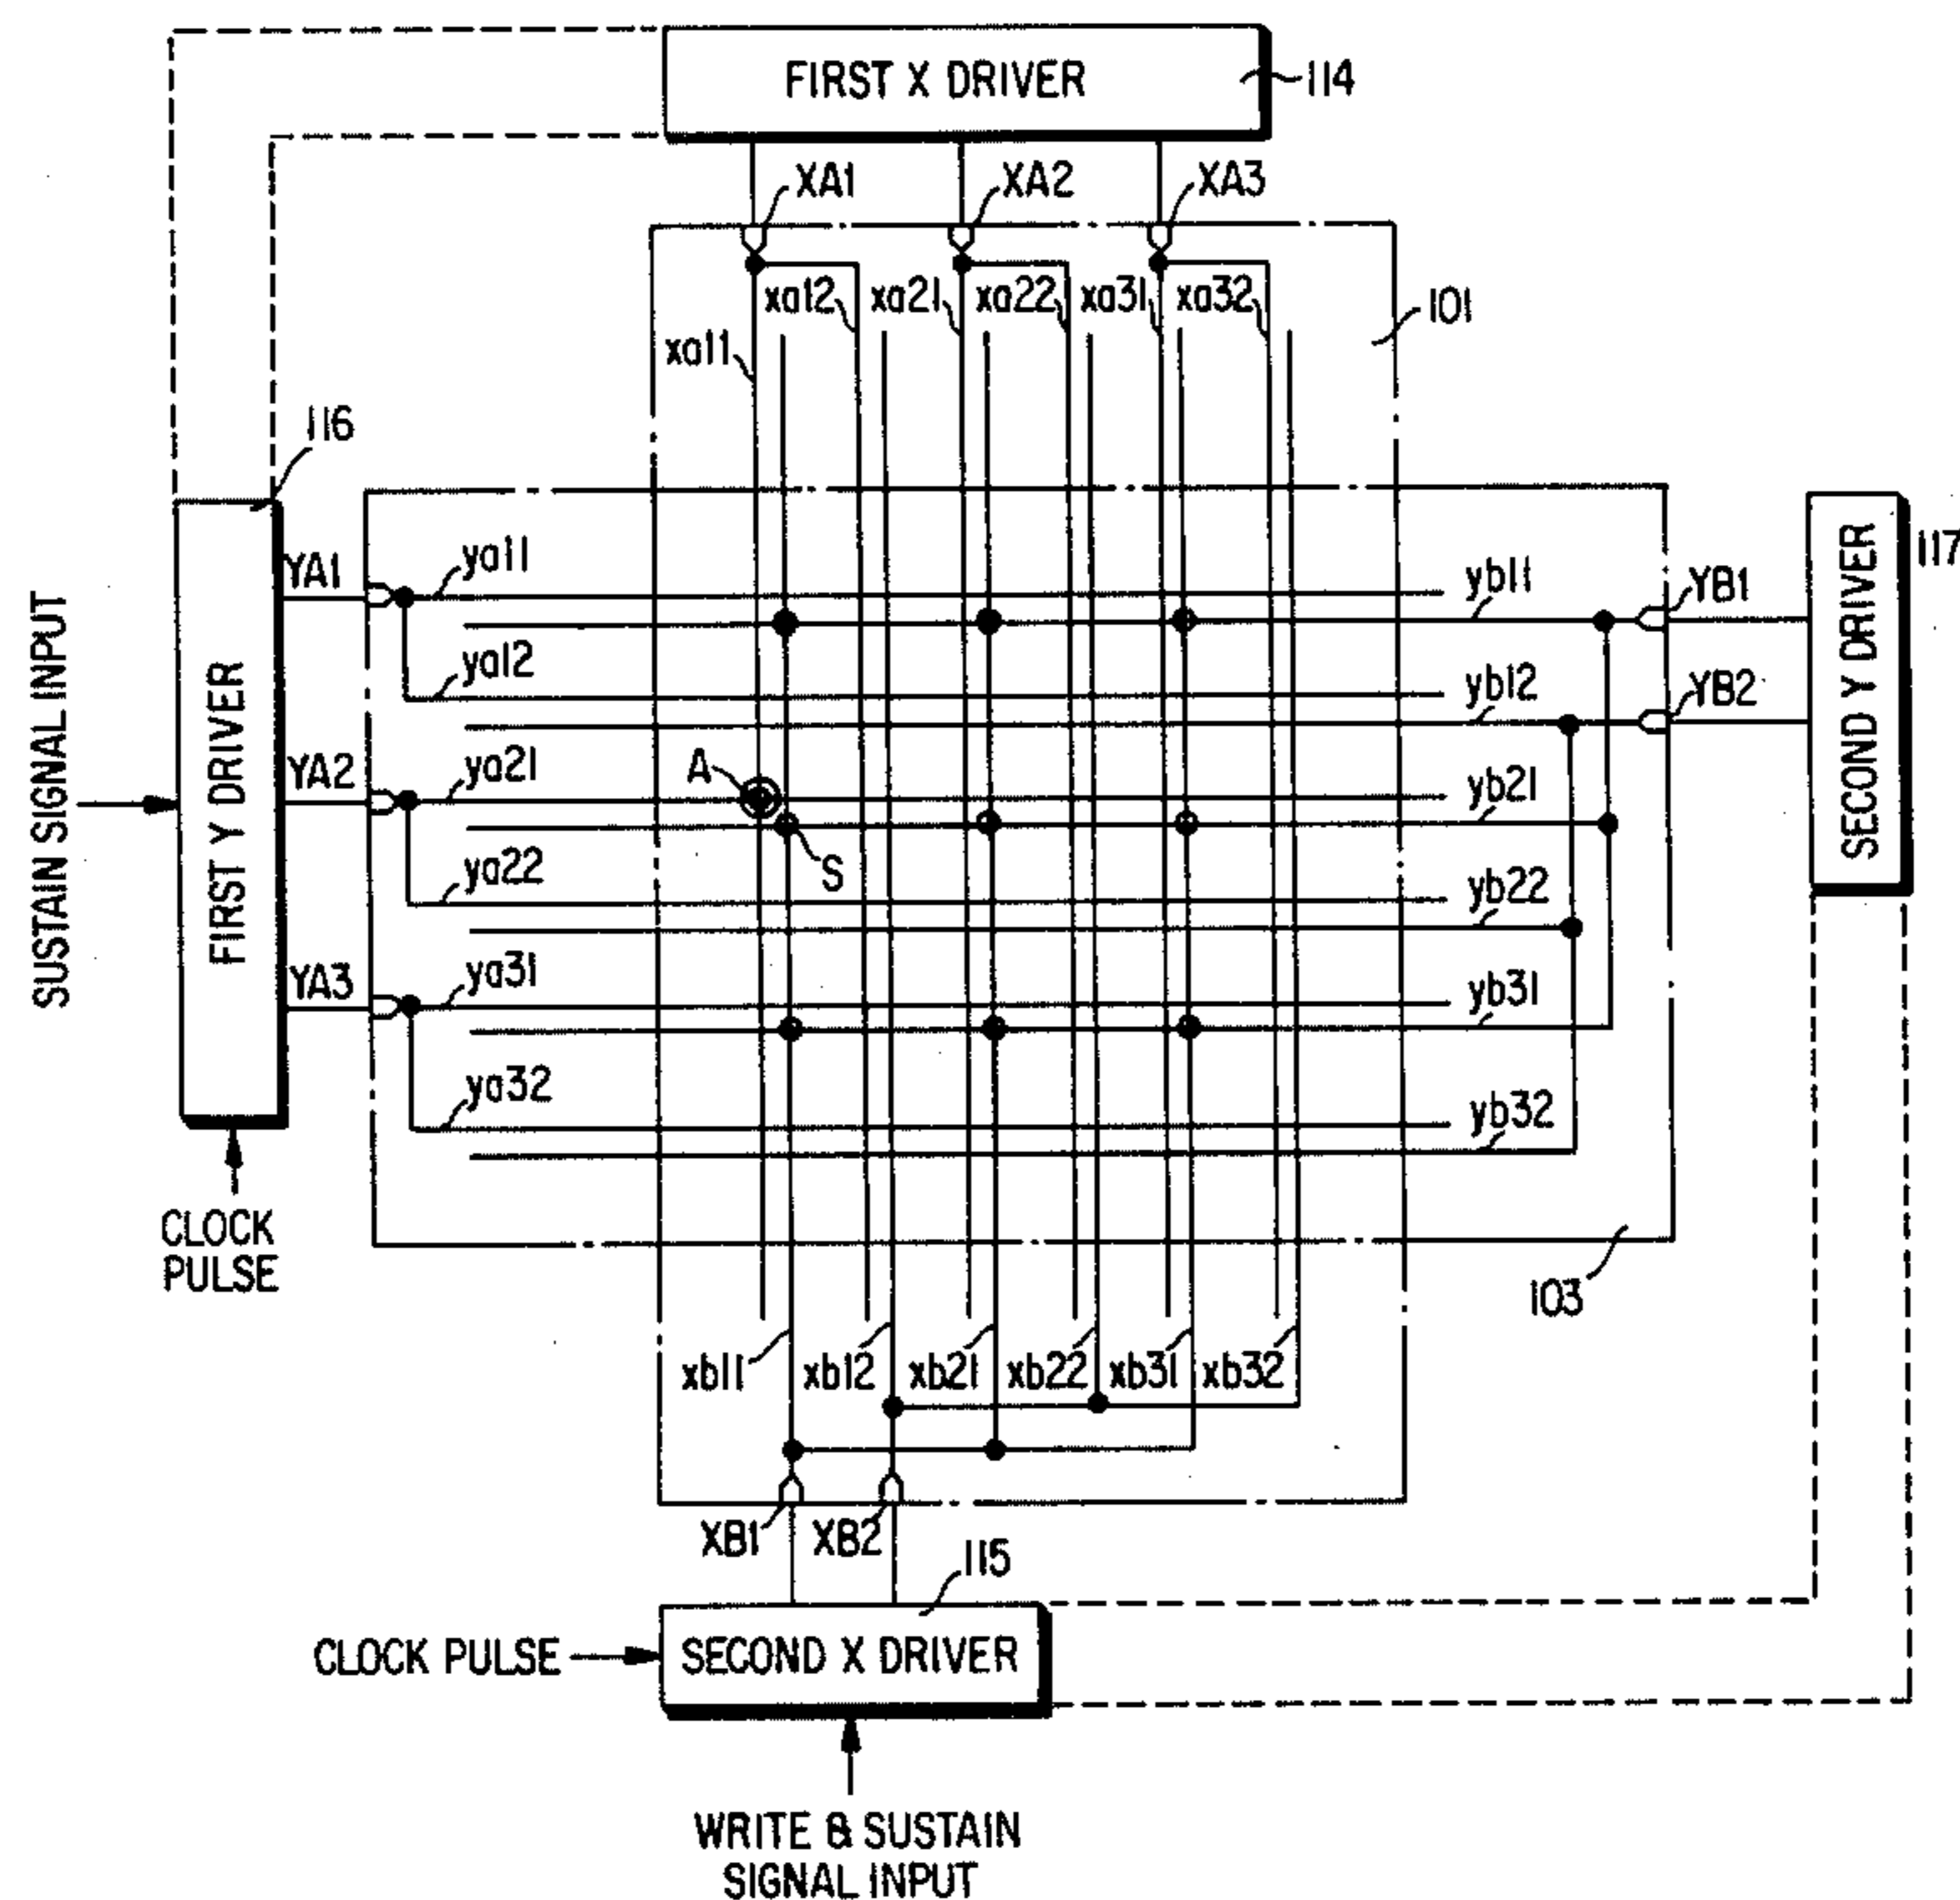 FIRST X DRIVER
114
XA1
XA2
XA3
xa11
xa12
xa21
xa22
xa31
xa32
101
116
SUSTAIN SIGNAL INPUT
FIRST Y DRIVER
YA1
ya11
ya12
YA2
ya21
ya22
YA3
ya31
ya32
A
S
yb11
YB1
yb12
YB2
yb21
yb22
yb31
yb32
SECOND Y DRIVER
117
CLOCK
PULSE
103
xb11
xb12
xb21
xb22
xb31
xb32
XB1
XB2
115
CLOCK PULSE
SECOND X DRIVER
WRITE & SUSTAIN
SIGNAL INPUT